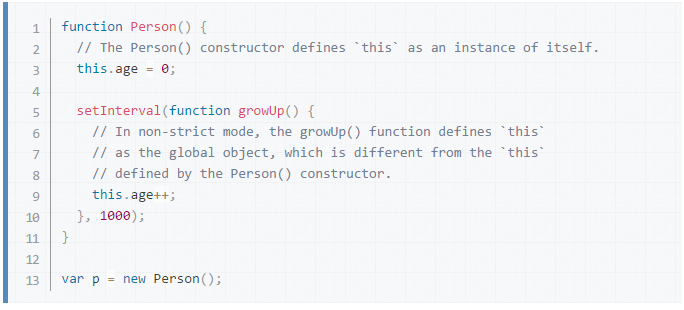 1 function Person() {
2 // The Person() constructor defines `this` as an instance of itself.
3 this.age = 0;
4
5 setInterval(function growUp() {
6 // In non-strict mode, the growUp() function defines `this`
7 // as the global object, which is different from the `this`
8 // defined by the Person() constructor.
9 this.age++;
10 }, 1000);
11 }
12
13 var p = new Person();